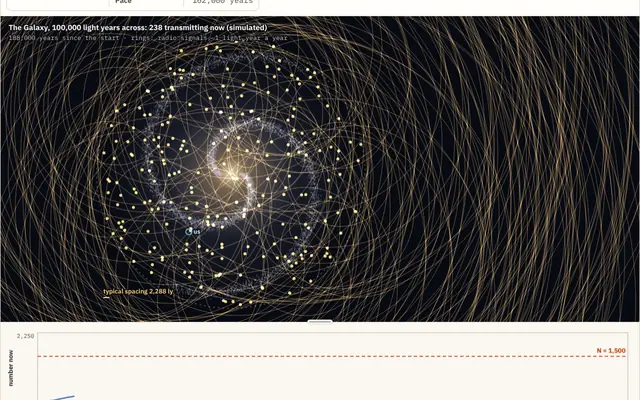 Pace 162,000 years
The Galaxy, 100,000 light years across: 238 transmitting now (simulated)
188,000 years since the start · rings: radio signals, 1 light year a year
us
typical spacing 2,288 ly
2,250
N = 1,500
number now